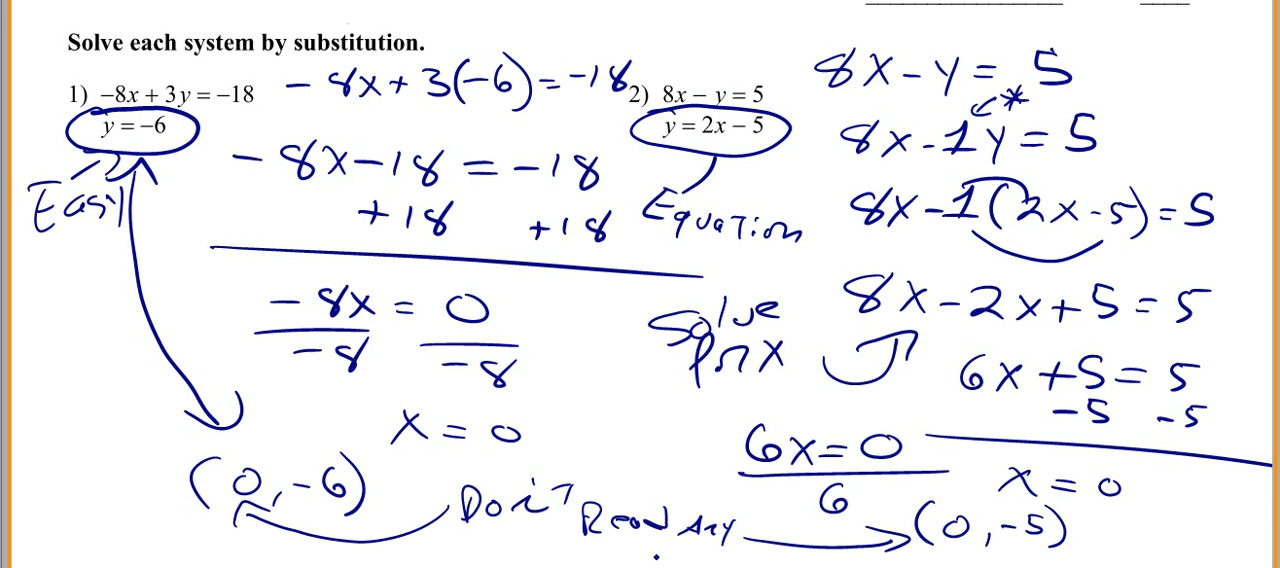 Solve each system by substitution.
1) −8x + 3y = −18
y = −6
Easy
− 8x + 3(−6) = −18
− 8x − 18 = −18
+18 +18
− 8x = 0
−8 −8
x = 0
(0, −6)
2) 8x − y = 5
y = 2x − 5
Equation
Solve
for x
8x − y = 5
*
8x − 1y = 5
8x − 1(2x − 5) = 5
8x − 2x + 5 = 5
6x + 5 = 5
−5 −5
6x = 0
6
x = 0
(0, −5)
Don't